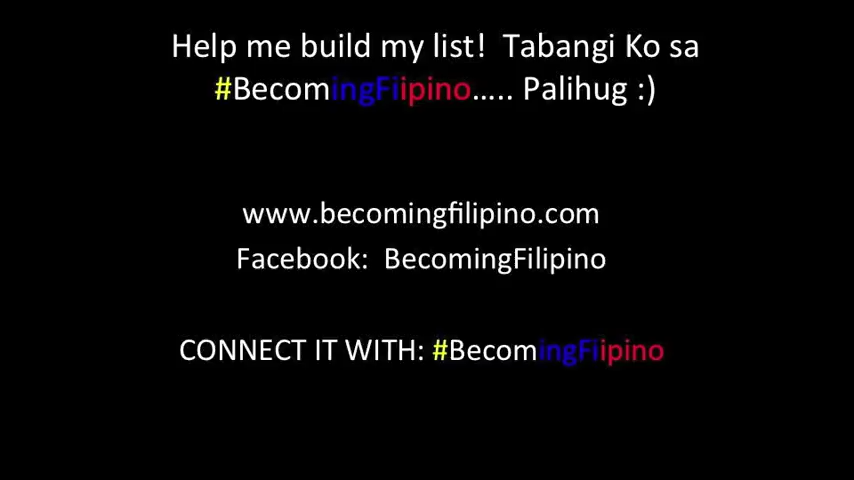 Help me build my list! Tabangi Ko sa
#BecomingFiipino..... Palihug :)
www.becomingfilipino.com
Facebook: BecomingFilipino
CONNECT IT WITH: #BecomingFiipino